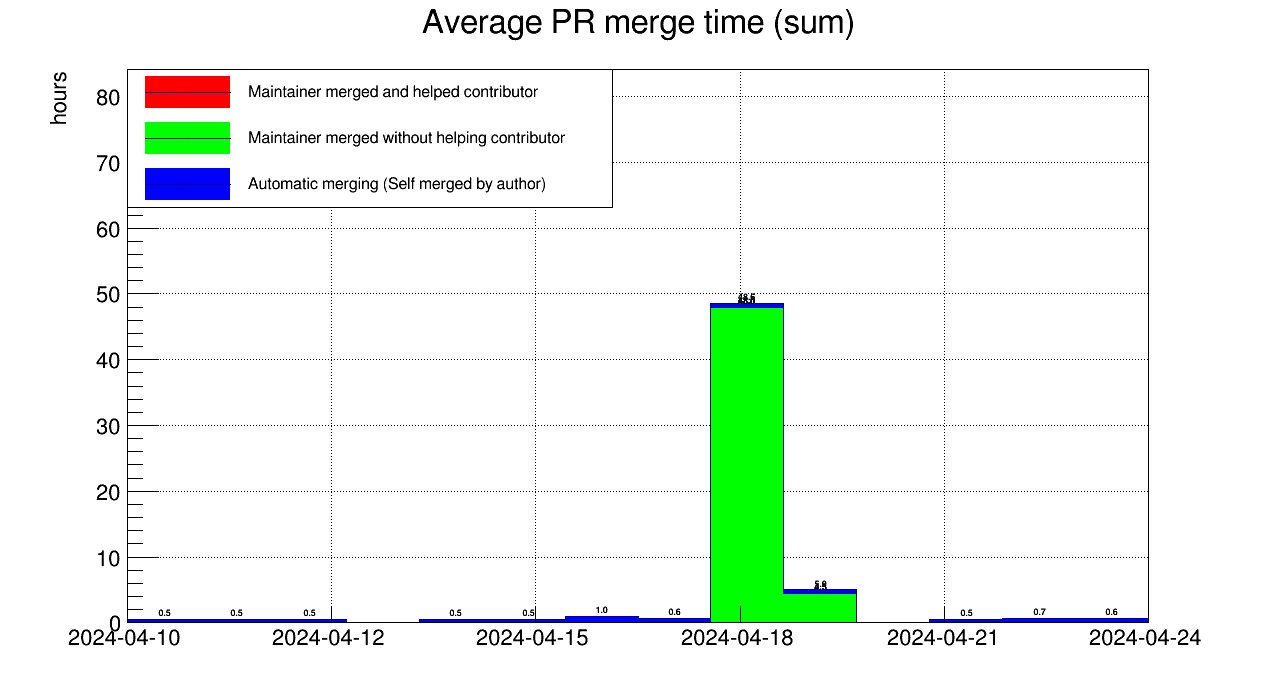 Average PR merge time (sum)
hours
Maintainer merged and helped contributor
Maintainer merged without helping contributor
Automatic merging (Self merged by author)
80
70
60
50
40
30
20
10
0
0.5 0.5 0.5 0.5 0.5 1.0 0.6 0.5 0.7 0.6
2024-04-10 2024-04-12 2024-04-15 2024-04-18 2024-04-21 2024-04-24